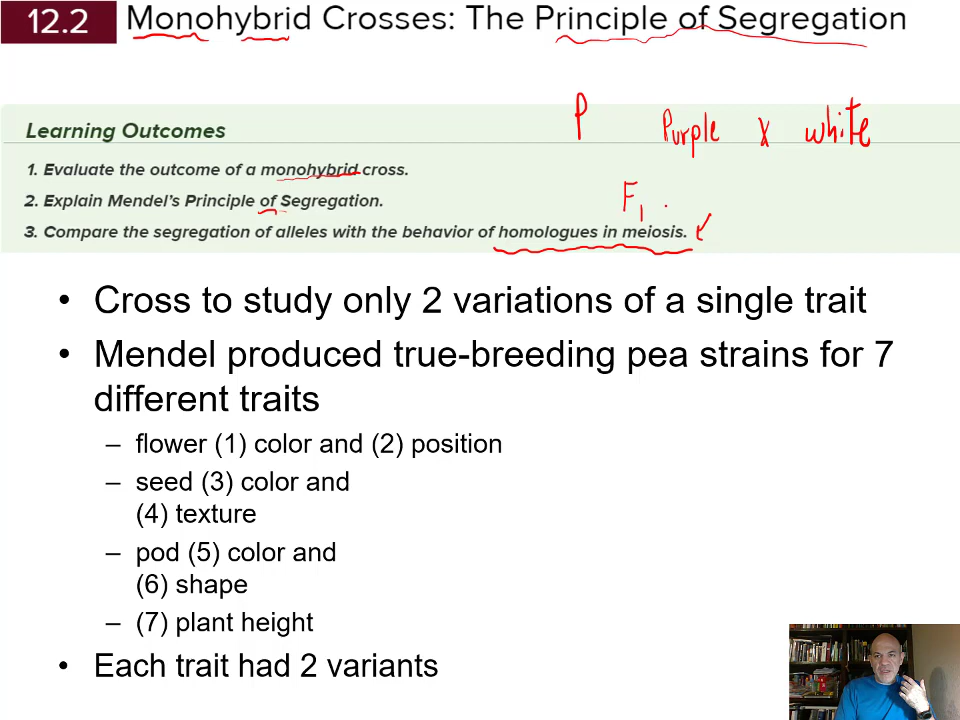 12.2 Monohybrid Crosses: The Principle of Segregation
P Purple x white
Learning Outcomes
1. Evaluate the outcome of a monohybrid cross.
F1
2. Explain Mendel's Principle of Segregation.
3. Compare the segregation of alleles with the behavior of homologues in meiosis.
• Cross to study only 2 variations of a single trait
• Mendel produced true-breeding pea strains for 7
different traits
– flower (1) color and (2) position
– seed (3) color and
(4) texture
– pod (5) color and
(6) shape
– (7) plant height
• Each trait had 2 variants